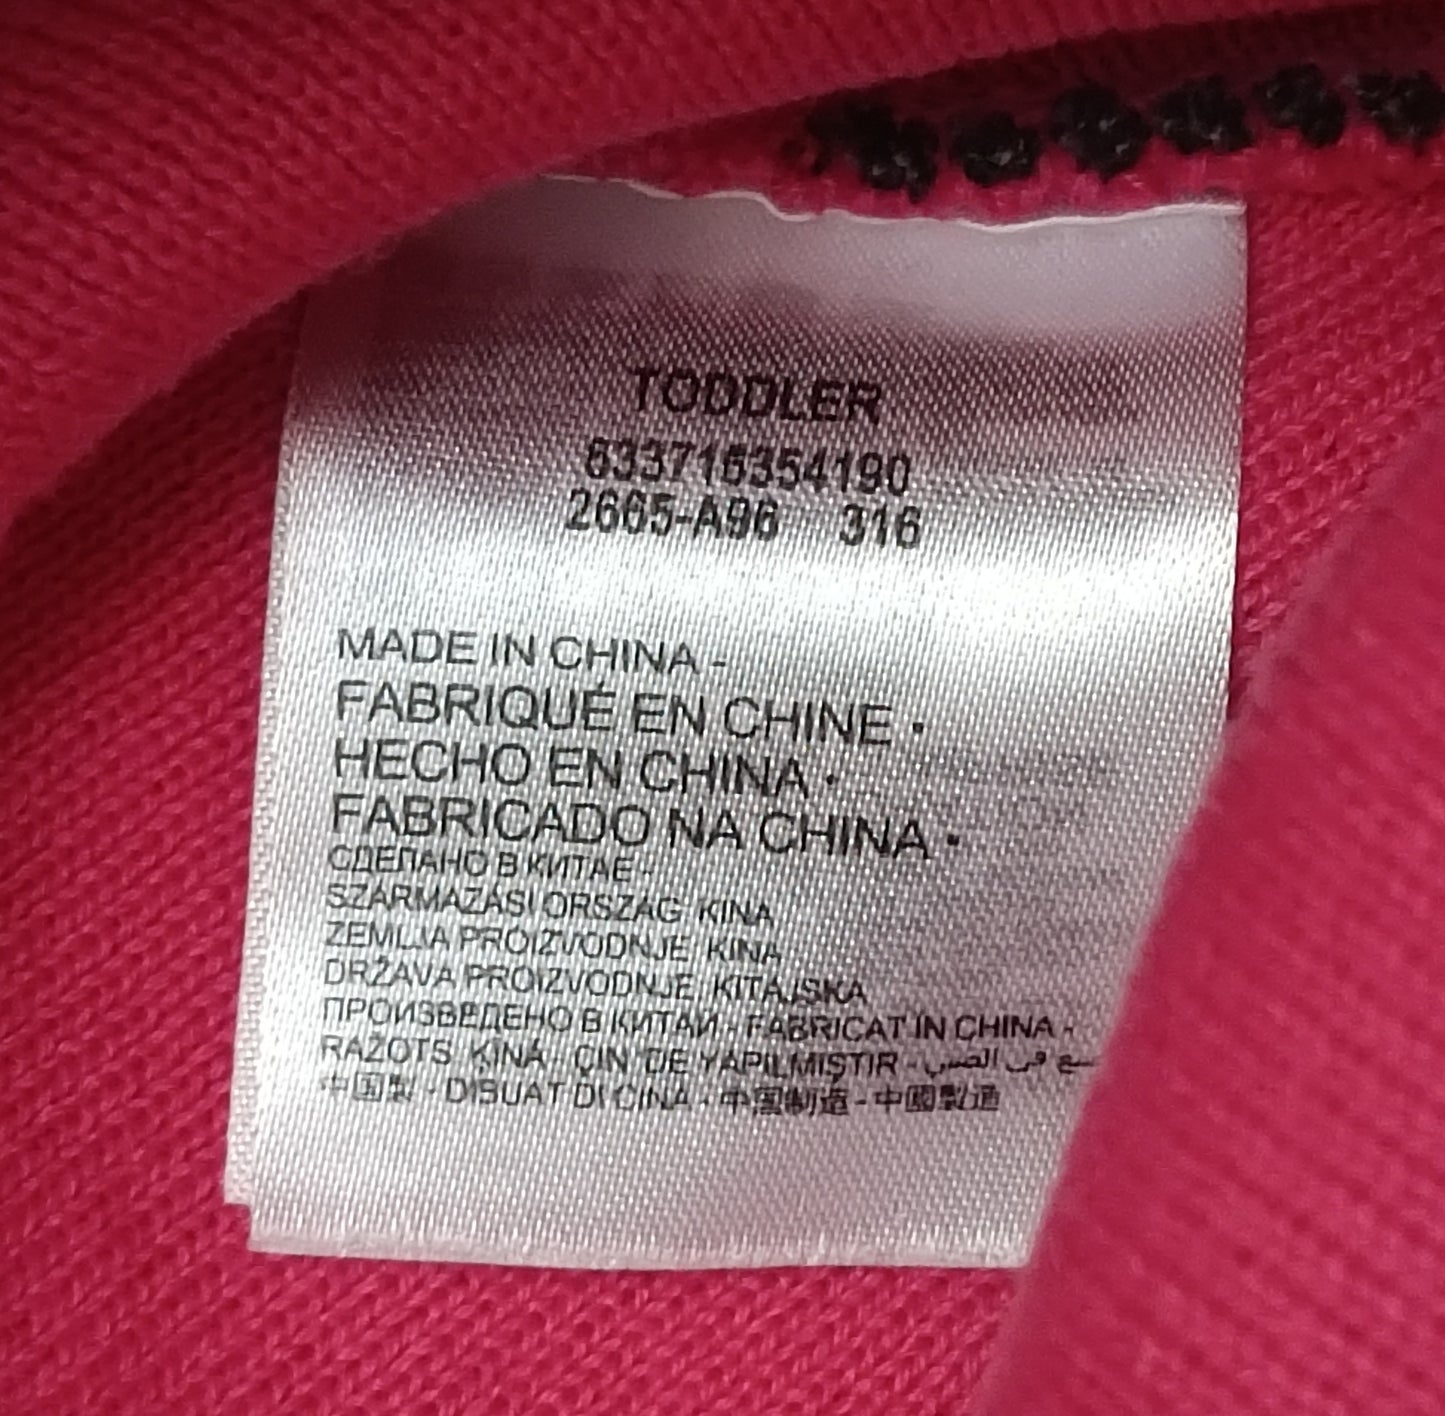 TODDLER
633716354190
2665-A96 316
MADE IN CHINA -
FABRIQUÉ EN CHINE •
HECHO EN CHINA •
FABRICADO NA CHINA •
СДЕЛАНО В КИТАЕ -
SZÁRMAZÁSI ORSZÁG: KÍNA
ZEMLJA PROIZVODNJE: KINA
DRŽAVA PROIZVODNJE: KITAJSKA
ПРОИЗВЕДЕНО В КИТАЙ - FABRICAT IN CHINA -
RAŽOTS ĶĪNĀ - ÇİN 'DE YAPILMIŞTIR - في الصين
中国製 - DIBUAT DI CINA - 中国制造 - 中國製造